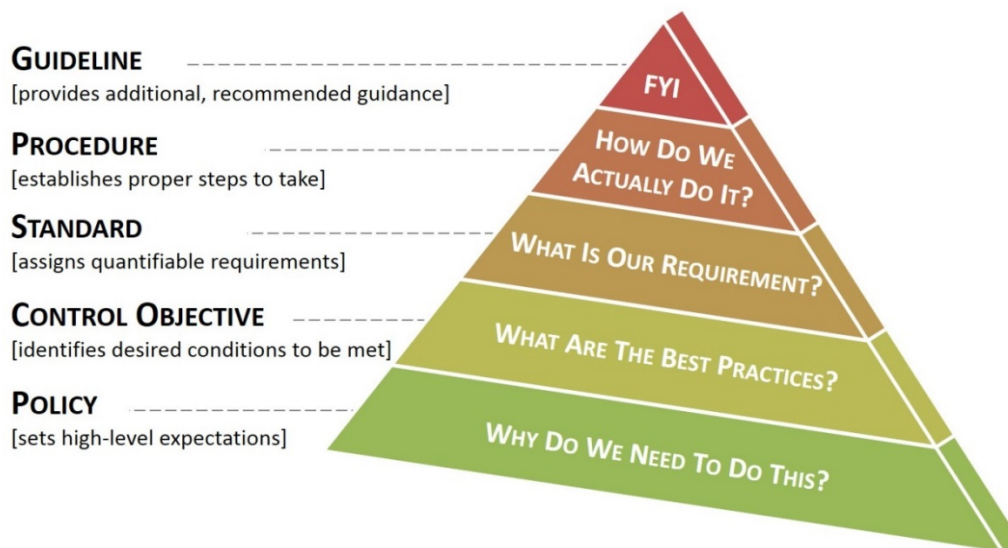 GUIDELINE
[provides additional, recommended guidance]
FYI
PROCEDURE
[establishes proper steps to take]
HOW DO WE
ACTUALLY DO IT?
STANDARD
[assigns quantifiable requirements]
WHAT IS OUR REQUIREMENT?
CONTROL OBJECTIVE
[identifies desired conditions to be met]
WHAT ARE THE BEST PRACTICES?
POLICY
[sets high-level expectations]
WHY DO WE NEED TO DO THIS?